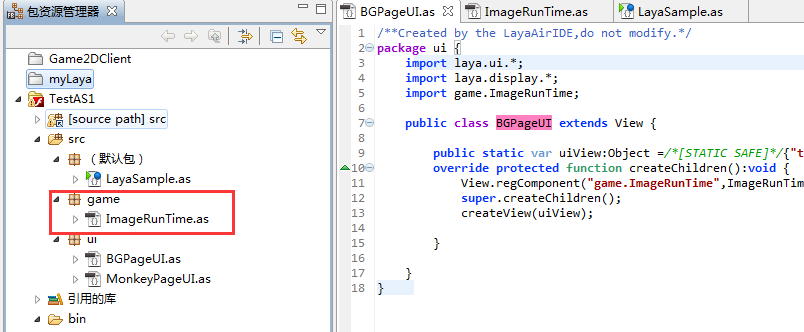 包资源管理器
Game2DClient
myLaya
TestAS1
[source path] src
src
（默认包）
LayaSample.as
game
ImageRunTime.as
ui
BGPageUI.as
MonkeyPageUI.as
引用的库
bin
BGPageUI.as
ImageRunTime.as
LayaSample.as
1 /**Created by the LayaAirIDE,do not modify.*/
2 package ui {
3 import laya.ui.*;
4 import laya.display.*;
5 import game.ImageRunTime;
6
7 public class BGPageUI extends View {
8
9 public static var uiView:Object =/*[STATIC SAFE]*/{"t
10 override protected function createChildren():void {
11 View.regComponent("game.ImageRunTime",ImageRunTim
12 super.createChildren();
13 createView(uiView);
14
15 }
16
17 }
18 }